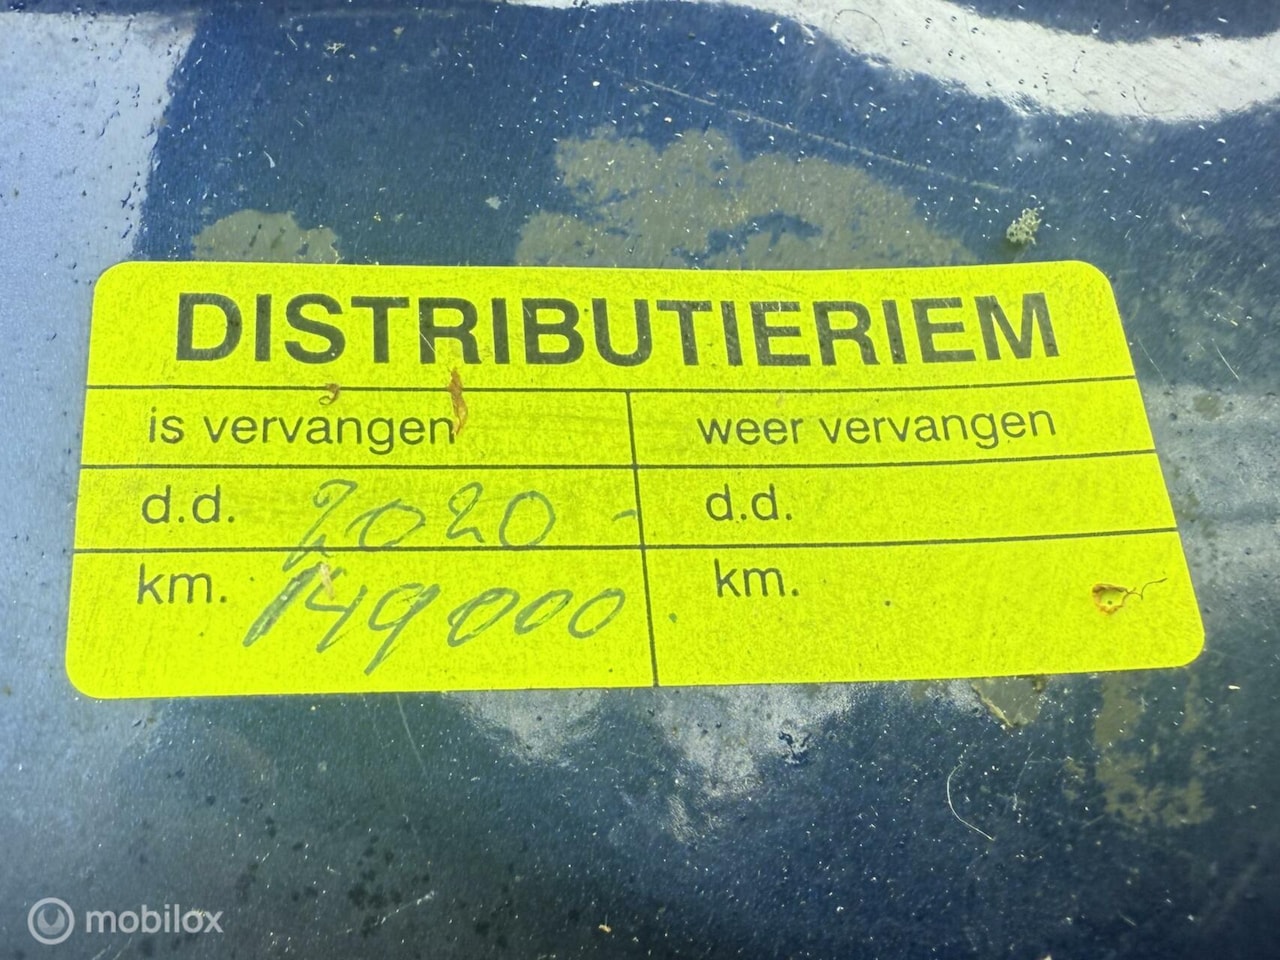 DISTRIBUTIERIEM
is vervangen weer vervangen
d.d. 2020 - d.d.
km. 149000. km.
mobilox